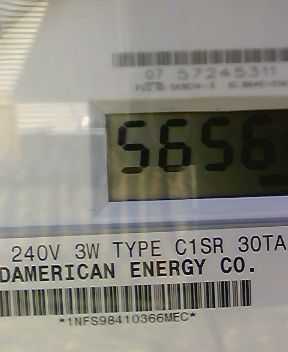 07 57245311
5656
240V 3W TYPE C1SR 30TA
DAMERICAN ENERGY CO.
*1NFS98410366MEC*